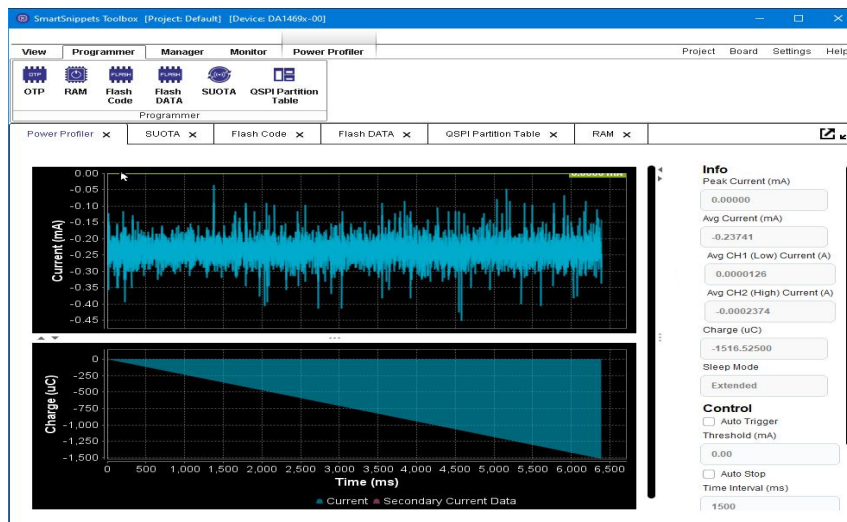 SmartSnippets Toolbox [Project: Default] [Device: DA1469x-00]
View Programmer Manager Monitor Power Profiler Project Board Settings Help
OTP RAM Flash Code Flash DATA SUOTA QSPI Partition Table
Programmer
Power Profiler × SUOTA × Flash Code × Flash DATA × QSPI Partition Table × RAM ×
Current (mA)
0.00
-0.05
-0.10
-0.15
-0.20
-0.25
-0.30
-0.35
-0.40
-0.45
Charge (uC)
0
-250
-500
-750
-1,000
-1,250
-1,500
0 500 1,000 1,500 2,000 2,500 3,000 3,500 4,000 4,500 5,000 5,500 6,000 6,500
Time (ms)
Current Secondary Current Data
Info
Peak Current (mA)
0.00000
Avg Current (mA)
-0.23741
Avg CH1 (Low) Current (A)
0.0000126
Avg CH2 (High) Current (A)
-0.0002374
Charge (uC)
-1516.52500
Sleep Mode
Extended
Control
Auto Trigger
Threshold (mA)
0.00
Auto Stop
Time Interval (ms)
1500